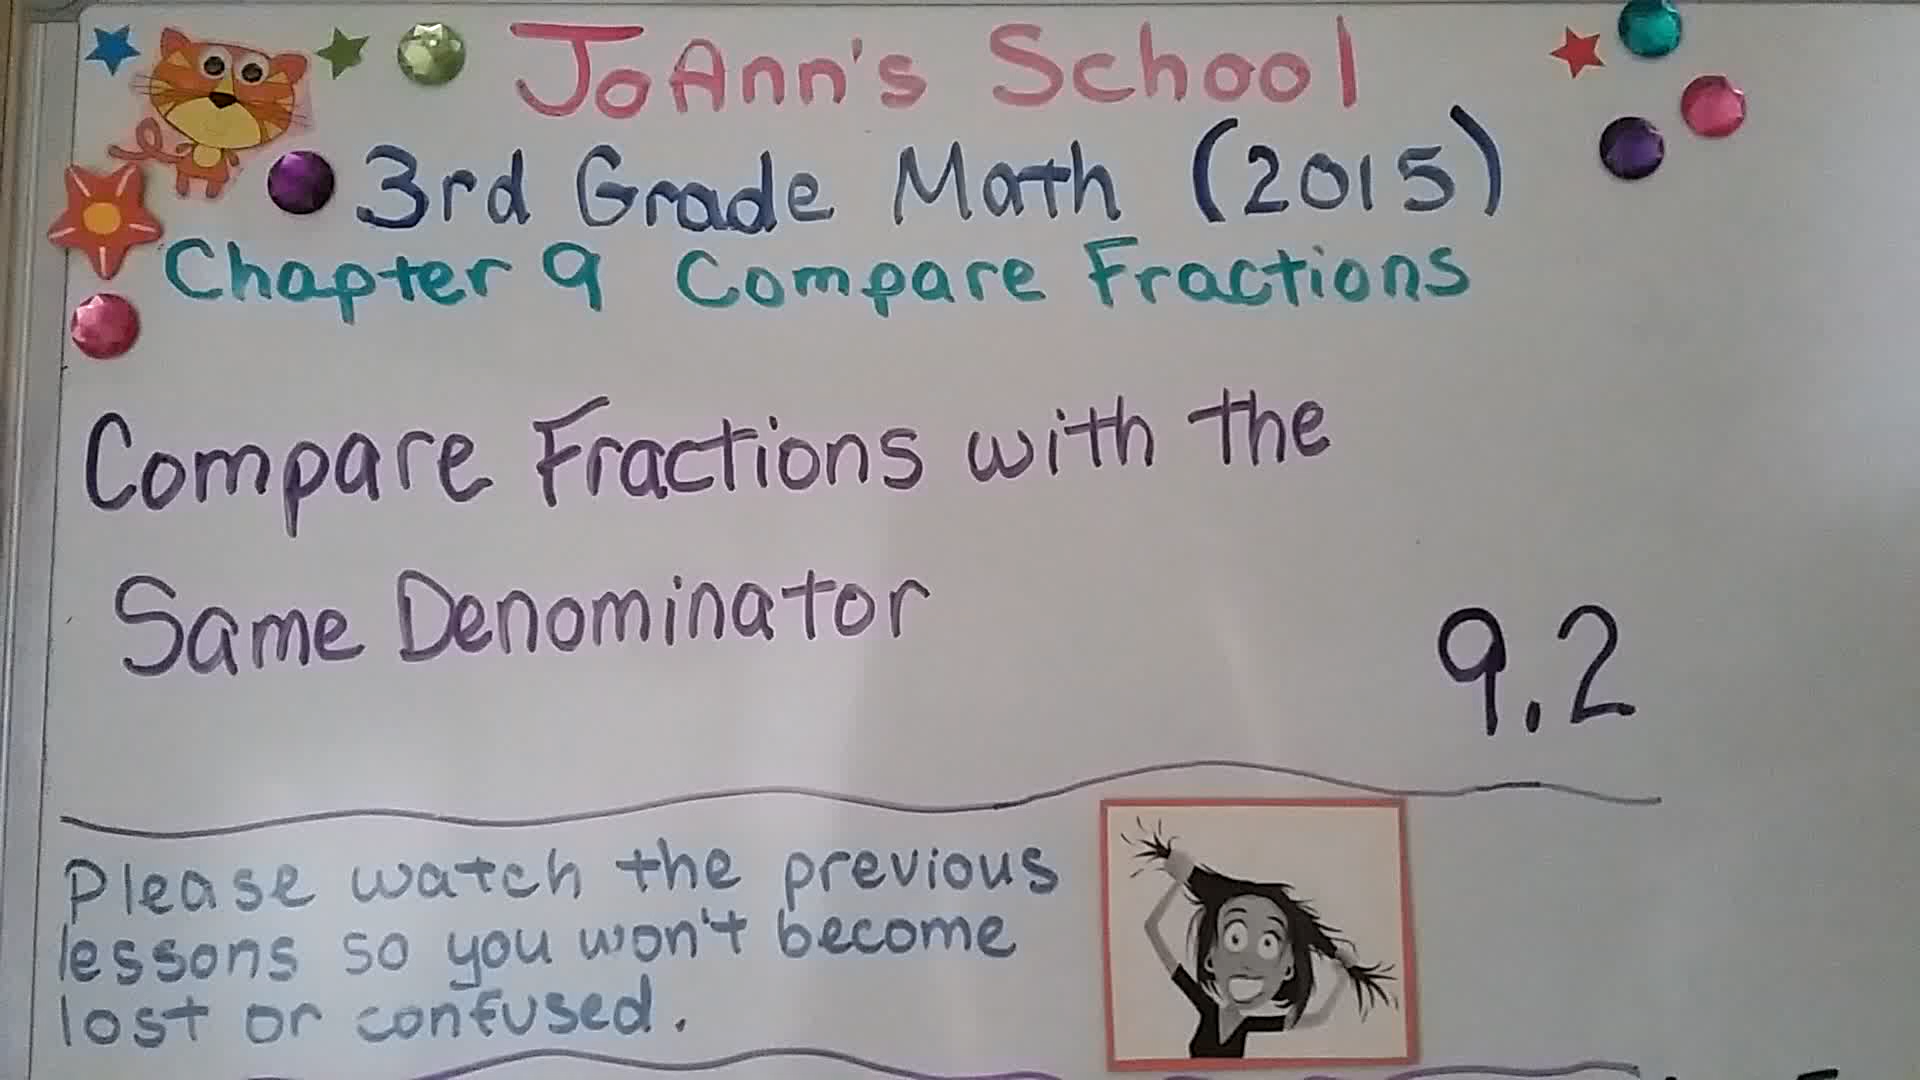 JoAnn's School
3rd Grade Math (2015)
Chapter 9 Compare Fractions
Compare Fractions with the
Same Denominator
9.2
Please watch the previous
lessons so you won't become
lost or confused.